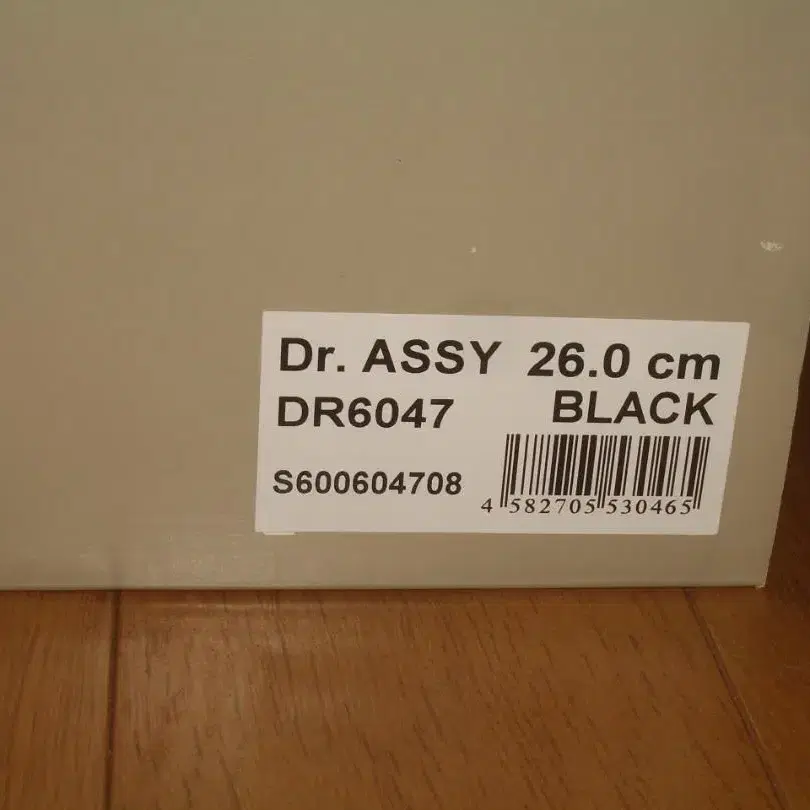 Dr. ASSY 26.0 cm
DR6047 BLACK
S600604708
4 582705 530465